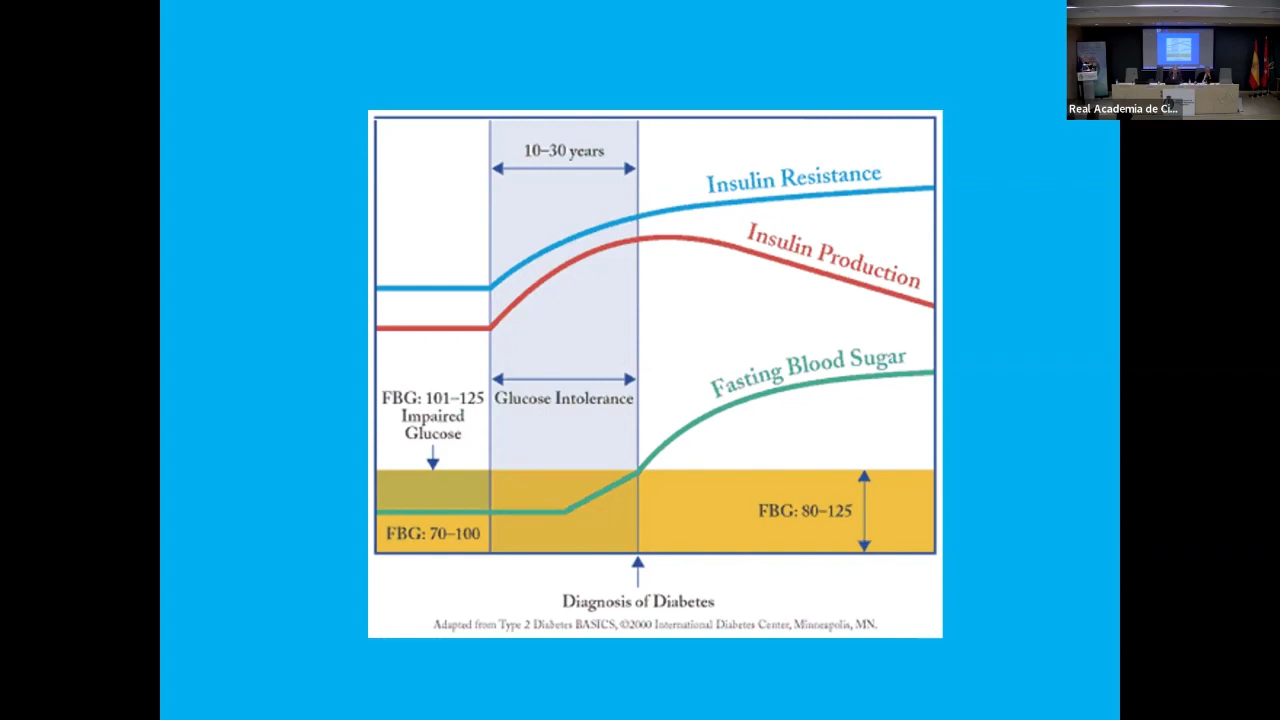 Real Academia de Ci...
10–30 years
Insulin Resistance
Insulin Production
Fasting Blood Sugar
FBG: 101–125
Impaired
Glucose
Glucose Intolerance
FBG: 80–125
FBG: 70–100
Diagnosis of Diabetes
Adapted from Type 2 Diabetes BASICS, ©2000 International Diabetes Center, Minneapolis, MN.